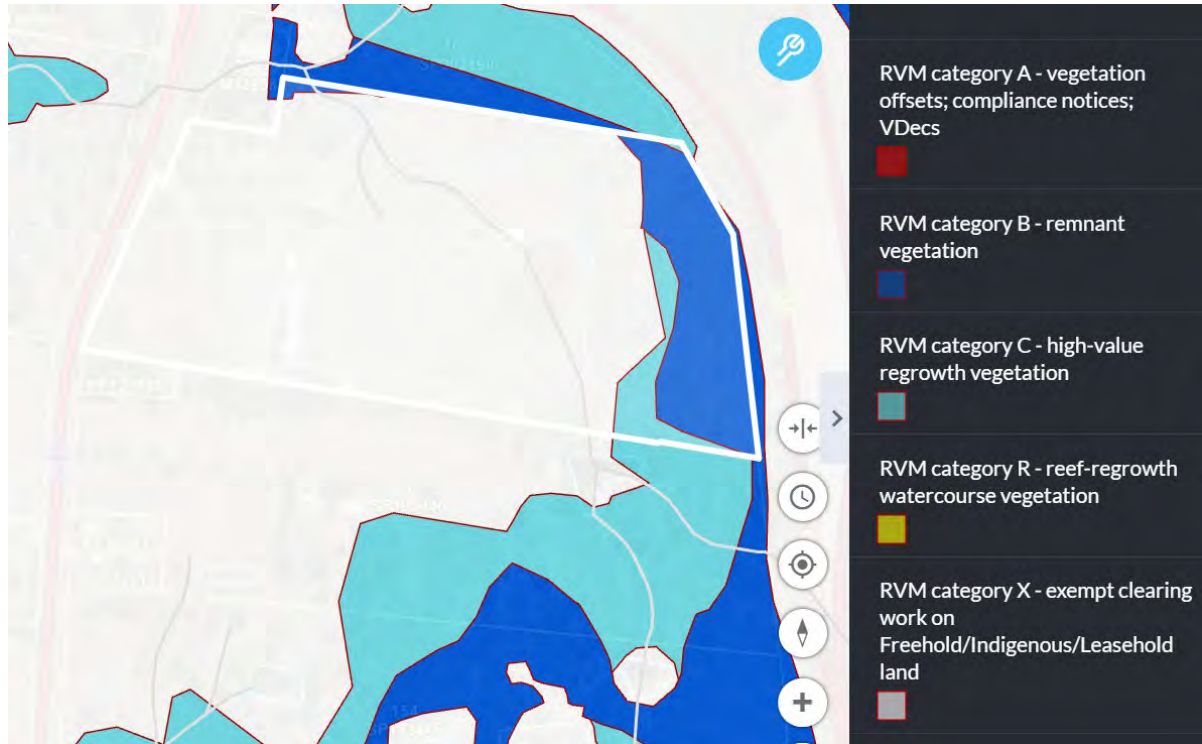 RVM category A - vegetation
offsets; compliance notices;
VDecs
RVM category B - remnant
vegetation
RVM category C - high-value
regrowth vegetation
RVM category R - reef-regrowth
watercourse vegetation
RVM category X - exempt clearing
work on
Freehold/Indigenous/Leasehold
land
154